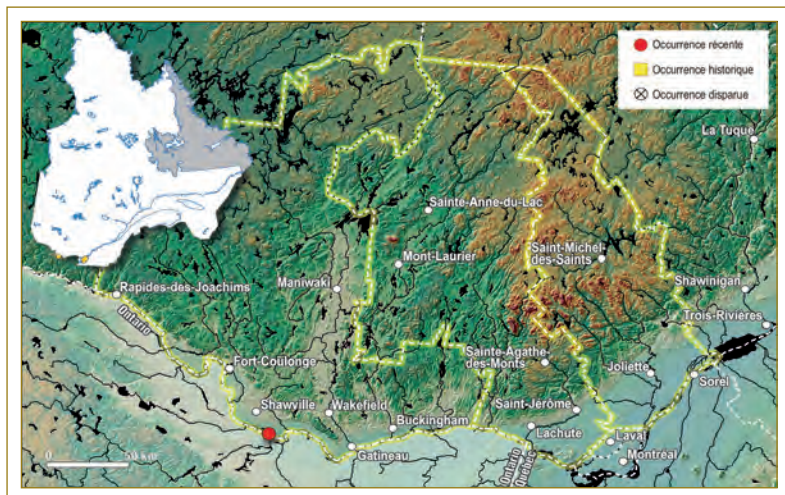 Occurrence récente
Occurrence historique
Occurrence disparue
La Tuque
Sainte-Anne-du-Lac
Saint-Michel-
des-Saints
Mont-Laurier
Maniwaki
Shawinigan
Rapides-des-Joachims
Trois-Rivières
Ontario
Fort-Coulonge
Sainte-Agathe-
des-Monts
Joliette
Sorel
Shawville
Wakefield
Saint-Jérôme
Buckingham
Lachute
Laval
Gatineau
Montréal
Ontario
Québec
0 50 km